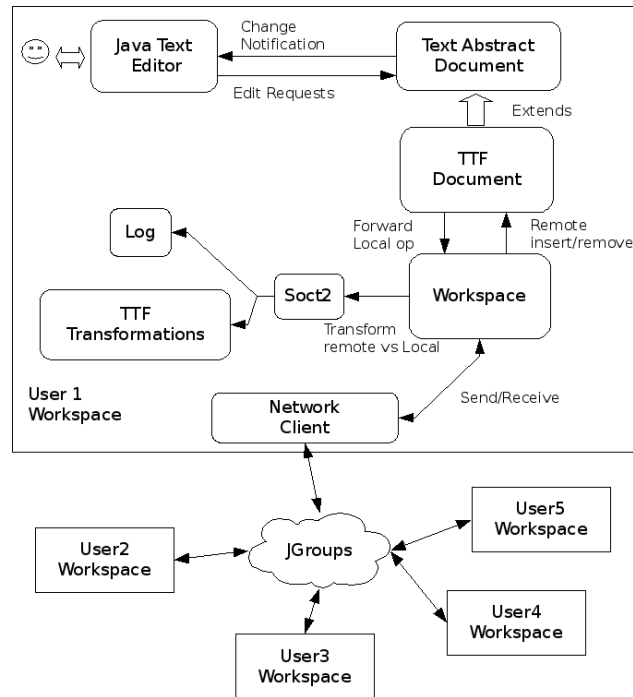 Java Text
Editor
Change
Notification
Edit Requests
Text Abstract
Document
Extends
TTF
Document
Forward
Local op
Remote
insert/remove
Log
Soct2
Workspace
TTF
Transformations
Transform
remote vs Local
User 1
Workspace
Network
Client
Send/Receive
JGroups
User2
Workspace
User3
Workspace
User4
Workspace
User5
Workspace